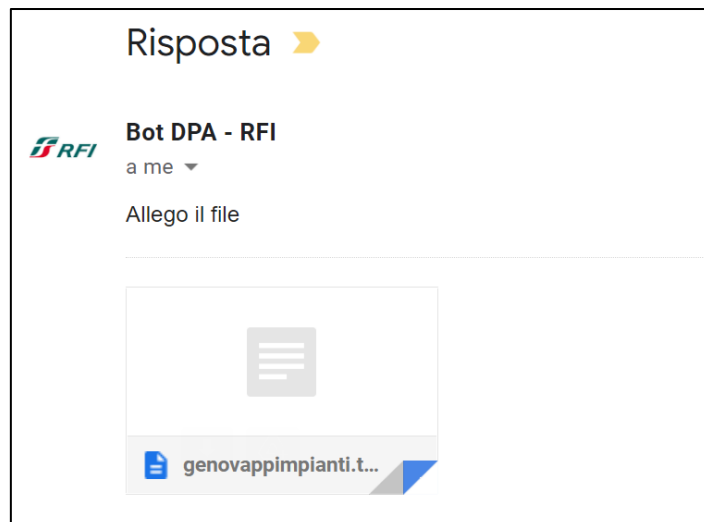 Risposta
RFI
Bot DPA - RFI
a me
Allego il file
genovappimpianti.t...